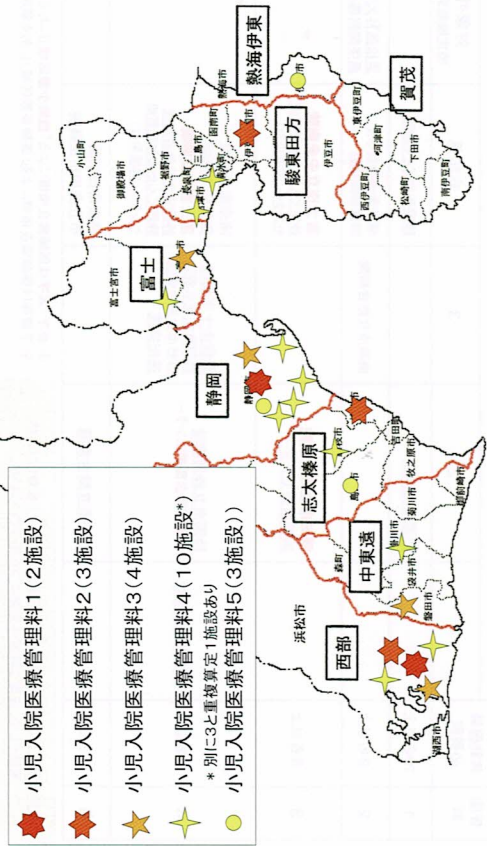 小児入院医療管理料1(2施設)
小児入院医療管理料2(3施設)
小児入院医療管理料3(4施設)
小児入院医療管理料4(10施設*)
* 別に3と重複算定1施設あり
小児入院医療管理料5(3施設))
熱海伊東
賀茂
駿東田方
富士
静岡
志太榛原
中東遠
西部
小山町
御殿場市
裾野市
長泉町
三島市
函南町
熱海市
伊豆市
東伊豆町
河津町
西伊豆町
松崎町
下田市
南伊豆町
富士宮市
静岡
吉田町
牧之原市
御前崎市
菊川市
掛川市
森町
袋井市
磐田市
浜松市
湖西市